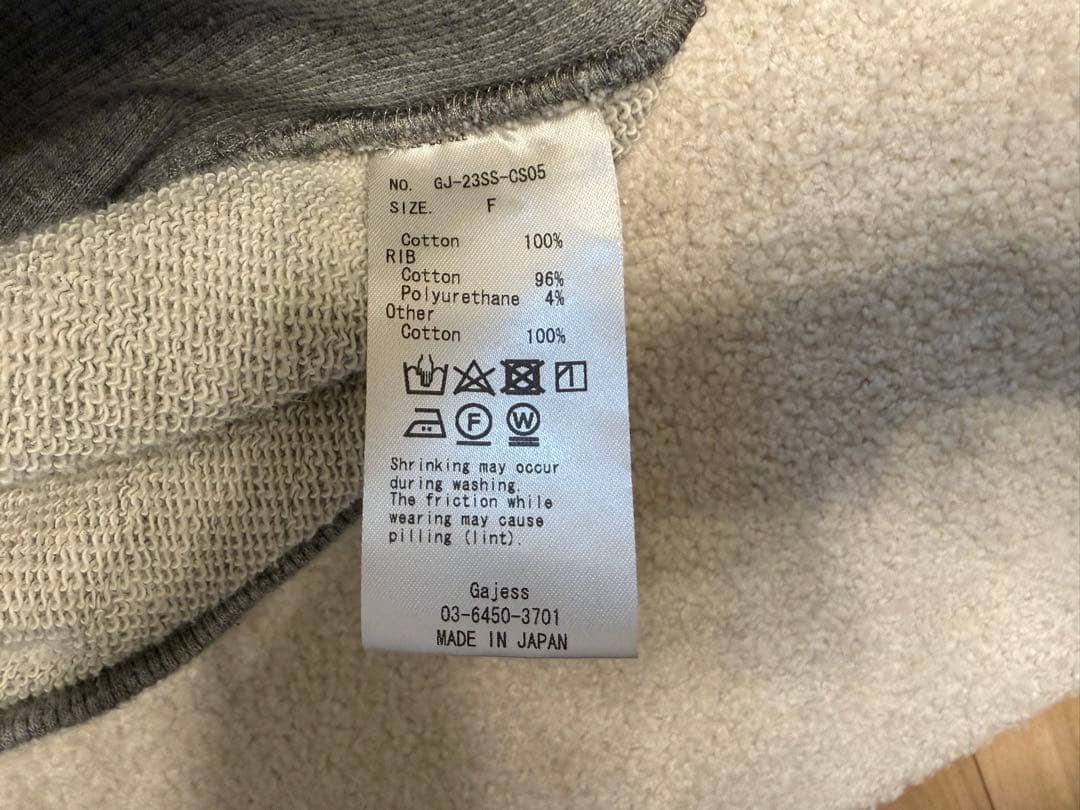 NO. GJ-23SS-CS05
SIZE. F
Cotton 100%
RIB
Cotton 96%
Polyurethane 4%
Other
Cotton 100%
F W
Shrinking may occur
during washing.
The friction while
wearing may cause
pilling (lint).
Gajess
03-6450-3701
MADE IN JAPAN